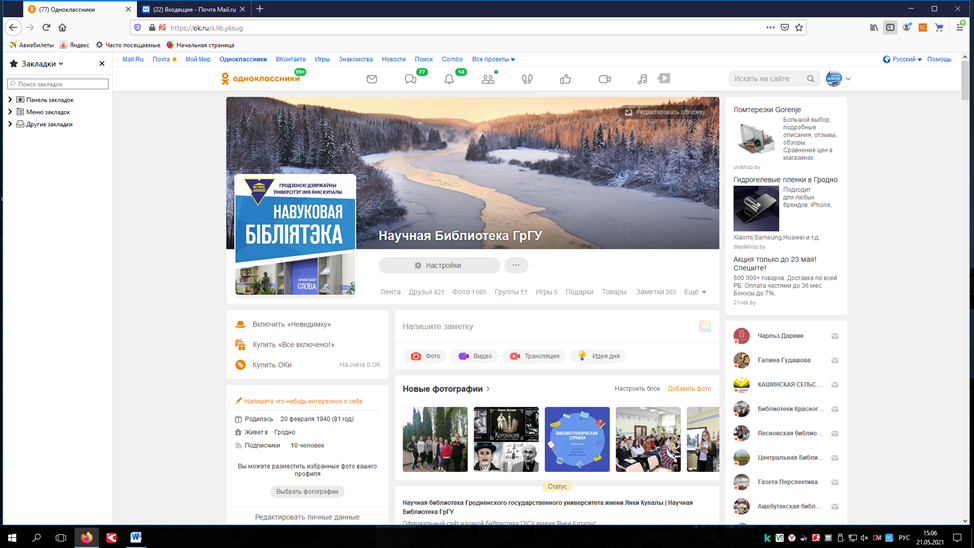 (77) Одноклассники
(22) Входящие - Почта Mail.ru
https://ok.ru/s.lib.yksug
Авиабилеты
Яндекс
Часто посещаемые
Начальная страница
Закладки
Поиск закладок
Панель закладок
Меню закладок
Другие закладки
Mail.Ru Почта Мой Мир Одноклассники ВКонтакте Игры Знакомства Новости Поиск Combo Все проекты
Русский Помощь
одноклассники
99+
77
14
Искать на сайте
Редактировать обложку
ГРОДЗЕНСКІ ДЗЯРЖАЎНЫ
ЎНІВЕРСІТЭТ ІМЯ ЯНКІ КУПАЛЫ
НАВУКОВАЯ
БІБЛІЯТЭКА
СЛОВА
Научная Библиотека ГрГУ
Настройки
Лента Друзья 421 Фото 1 085 Группы 51 Игры 5 Подарки Товары Заметки 303 Ещё
Включить «Невидимку»
Купить «Все включено!»
Купить ОКи
На счёте 0 ОК
Напишите что-нибудь интересное о себе
Родилась 20 февраля 1940 (81 год)
Живет в Гродно
Подписчики 10 человек
Вы можете разместить избранные фото вашего
профиля
Выбрать фотографии
Редактировать личные данные
Напишите заметку
Фото
Видео
Трансляция
Идея дня
Новые фотографии
Настроить блок
Добавить фото
БИБЛИОГРАФИЧЕСКАЯ
СПРАВКА
Статус
Научная библиотека Гродненского государственного университета имени Янки Купалы | Научная
Библиотека ГрГУ
Официальный сайт научной библиотеки ГрГУ имени Янки Купалы!
Ломтерезки Gorenje
Большой выбор,
подробные
описания, отзывы,
обзоры.
Сравнение цен в
магазинах.
unishop.by
Гидрогелевые пленки в Гродно
Подходит
для любых
брендов: iPhone,
Xiaomi,Samsung,Huawei и т.д.
displshop.by
Акция только до 23 мая!
Спешите!
600 000+ товаров. Доставка по всей
РБ. Оплата частями до 36 мес.
Бонусы до 7%.
21vek.by
Чарльз Дарвин
Галина Гудашова
КАШИНСКАЯ СЕЛЬС...
Библиотеки Красног...
Песновская библио...
Центральная Библи...
Газета Перспектива
Ащебутакская библ...
РУС
15:06
21.05.2021